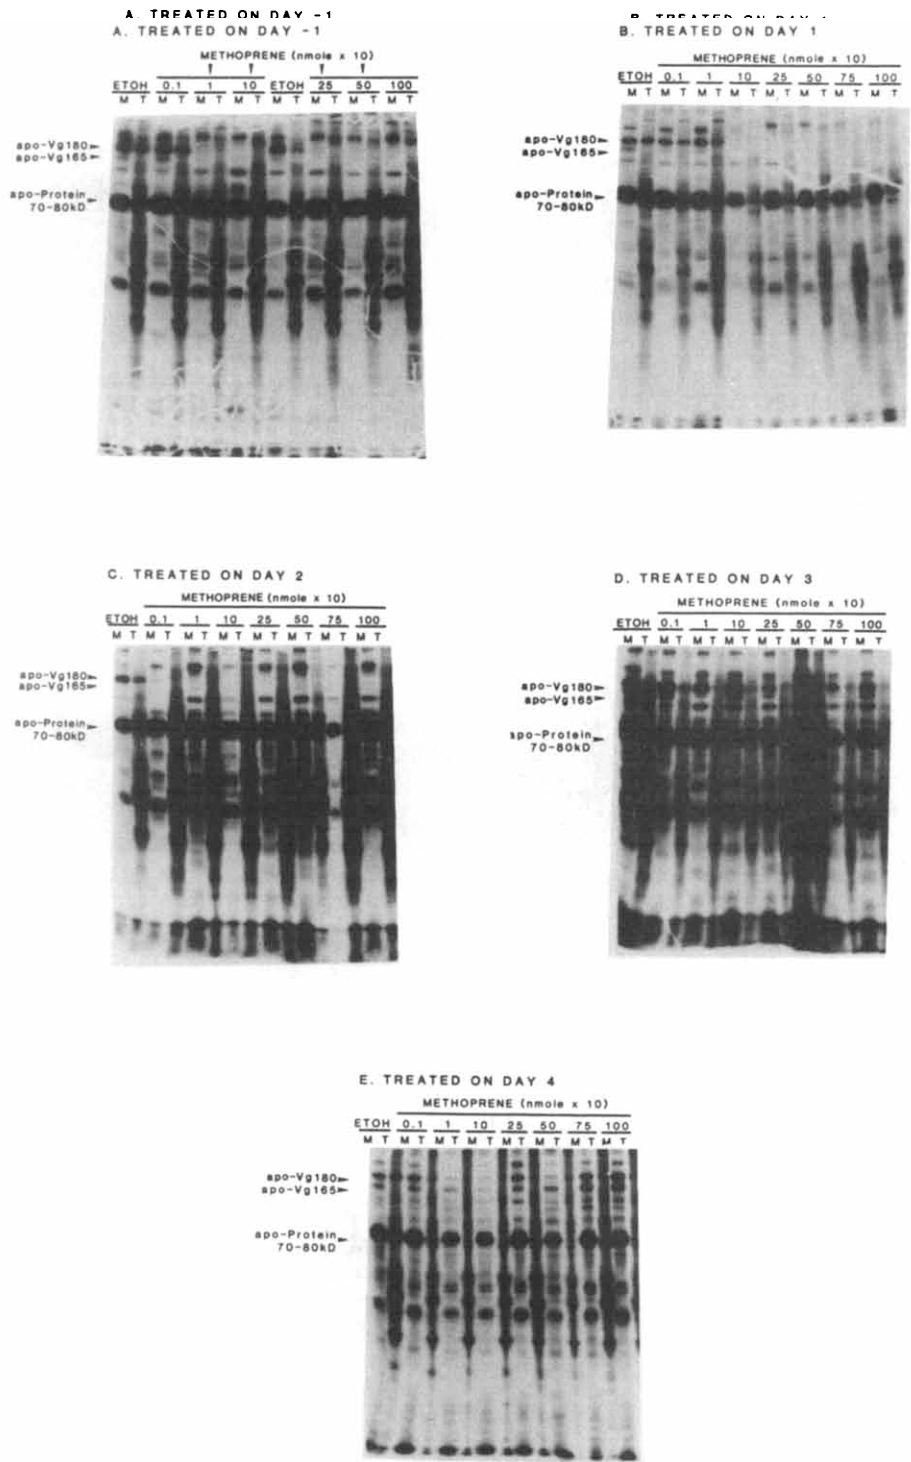 A. TREATED ON DAY -1
A. TREATED ON DAY -1
METHOPRENE (nmole x 10)
ETOH 0.1 1 10 ETOH 25 50 100
M T M T M T M T M T M T M T M T
apo-Vg180
apo-Vg165
apo-Protein
70-80kD
B. TREATED ON DAY 1
B. TREATED ON DAY 1
METHOPRENE (nmole x 10)
ETOH 0.1 1 10 25 50 75 100
M T M T M T M T M T M T M T M T
apo-Vg180
apo-Vg165
apo-Protein
70-80kD
C. TREATED ON DAY 2
METHOPRENE (nmole x 10)
ETOH 0.1 1 10 25 50 75 100
M T M T M T M T M T M T M T M T
apo-Vg180
apo-Vg165
apo-Protein
70-80kD
D. TREATED ON DAY 3
METHOPRENE (nmole x 10)
ETOH 0.1 1 10 25 50 75 100
M T M T M T M T M T M T M T M T
apo-Vg180
apo-Vg165
apo-Protein
70-80kD
E. TREATED ON DAY 4
METHOPRENE (nmole x 10)
ETOH 0.1 1 10 25 50 75 100
M T M T M T M T M T M T M T M T
apo-Vg180
apo-Vg165
apo-Protein
70-80kD